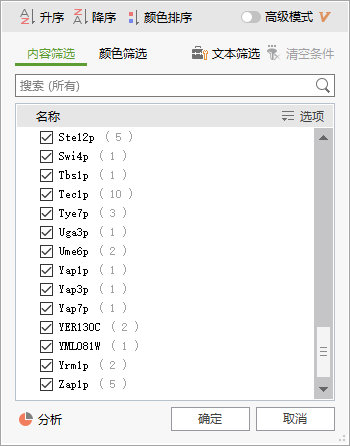 升序 降序 颜色排序 高级模式
内容筛选 颜色筛选 文本筛选 清空条件
搜索 (所有)
名称 选项
Ste12p ( 5 )
Swi4p ( 1 )
Tbs1p ( 1 )
Tec1p ( 10 )
Tye7p ( 3 )
Uga3p ( 1 )
Ume6p ( 2 )
Yap1p ( 1 )
Yap3p ( 1 )
Yap7p ( 1 )
YER130C ( 2 )
YML081W ( 1 )
Yrm1p ( 2 )
Zap1p ( 5 )
分析 确定 取消